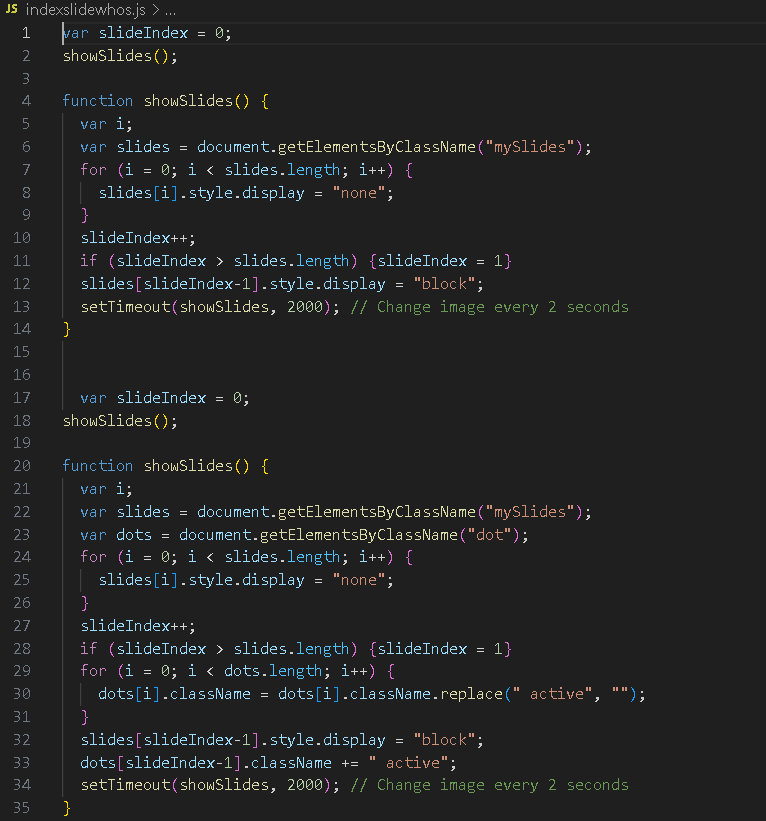 JS indexslidewhos.js > ...
1 var slideIndex = 0;
2 showSlides();
3
4 function showSlides() {
5   var i;
6   var slides = document.getElementsByClassName("mySlides");
7   for (i = 0; i < slides.length; i++) {
8     slides[i].style.display = "none";
9   }
10   slideIndex++;
11   if (slideIndex > slides.length) {slideIndex = 1}
12   slides[slideIndex-1].style.display = "block";
13   setTimeout(showSlides, 2000); // Change image every 2 seconds
14 }
15
16
17   var slideIndex = 0;
18 showSlides();
19
20 function showSlides() {
21   var i;
22   var slides = document.getElementsByClassName("mySlides");
23   var dots = document.getElementsByClassName("dot");
24   for (i = 0; i < slides.length; i++) {
25     slides[i].style.display = "none";
26   }
27   slideIndex++;
28   if (slideIndex > slides.length) {slideIndex = 1}
29   for (i = 0; i < dots.length; i++) {
30     dots[i].className = dots[i].className.replace(" active", "");
31   }
32   slides[slideIndex-1].style.display = "block";
33   dots[slideIndex-1].className += " active";
34   setTimeout(showSlides, 2000); // Change image every 2 seconds
35 }